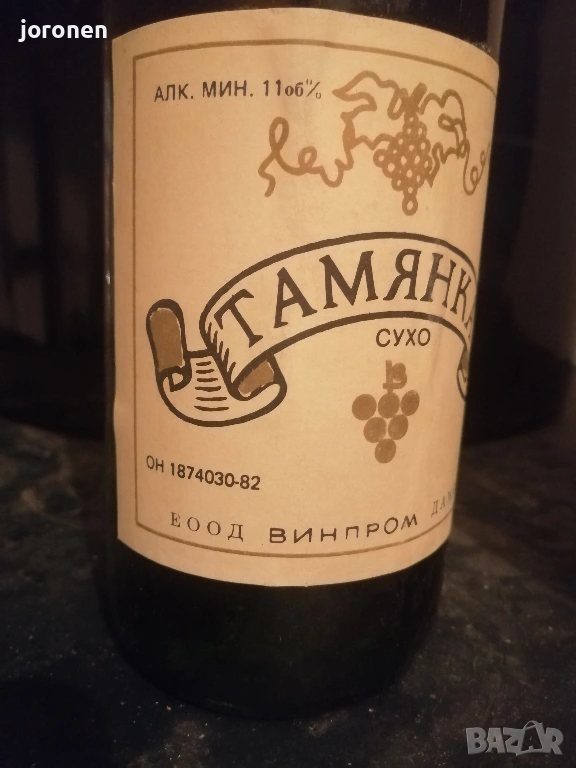 joronen
АЛК. МИН. 11об%
ТАМЯНКА
СУХО
ОН 1874030-82
ЕООД ВИНПРОМ
BAZAR